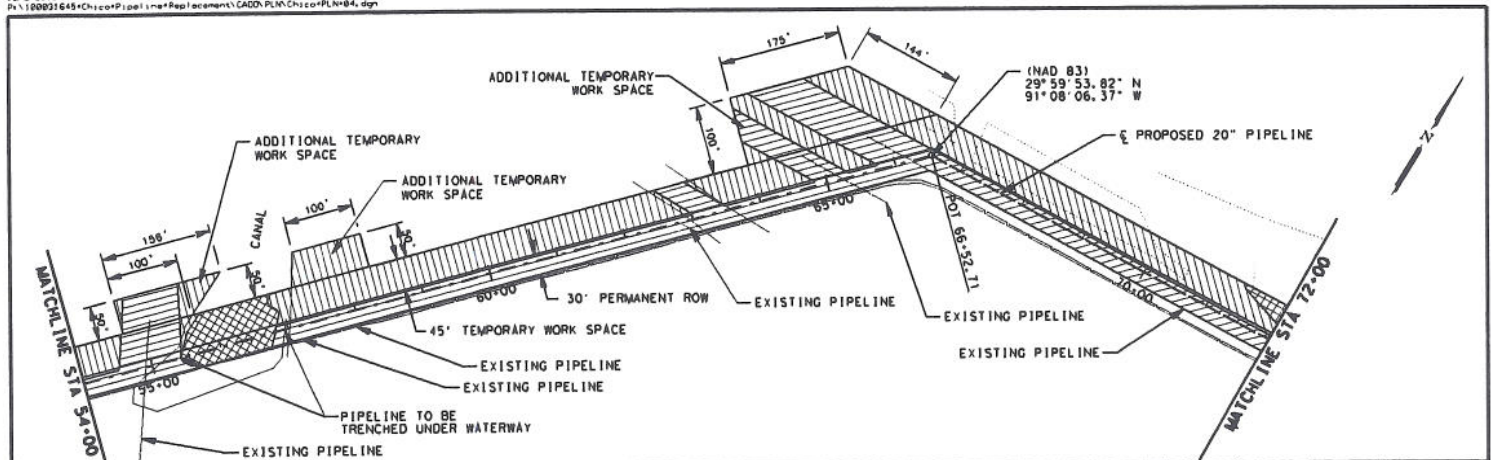 P:\100031645*Chico*Pipeline*Replacement\CADD\PLN\Chico*PLN*04.dgn
175'
144'
ADDITIONAL TEMPORARY
WORK SPACE
(NAD 83)
29° 59' 53.82" N
91° 08' 06.37" W
℄ PROPOSED 20" PIPELINE
N
100'
ADDITIONAL TEMPORARY
WORK SPACE
ADDITIONAL TEMPORARY
WORK SPACE
156'
100'
CANAL
100'
50'
50'
50'
MATCHLINE STA 54+00
55+00
60+00
65+00
POT 66+52.71
70+00
MATCHLINE STA 72+00
30' PERMANENT ROW
EXISTING PIPELINE
EXISTING PIPELINE
45' TEMPORARY WORK SPACE
EXISTING PIPELINE
EXISTING PIPELINE
EXISTING PIPELINE
PIPELINE TO BE
TRENCHED UNDER WATERWAY
EXISTING PIPELINE